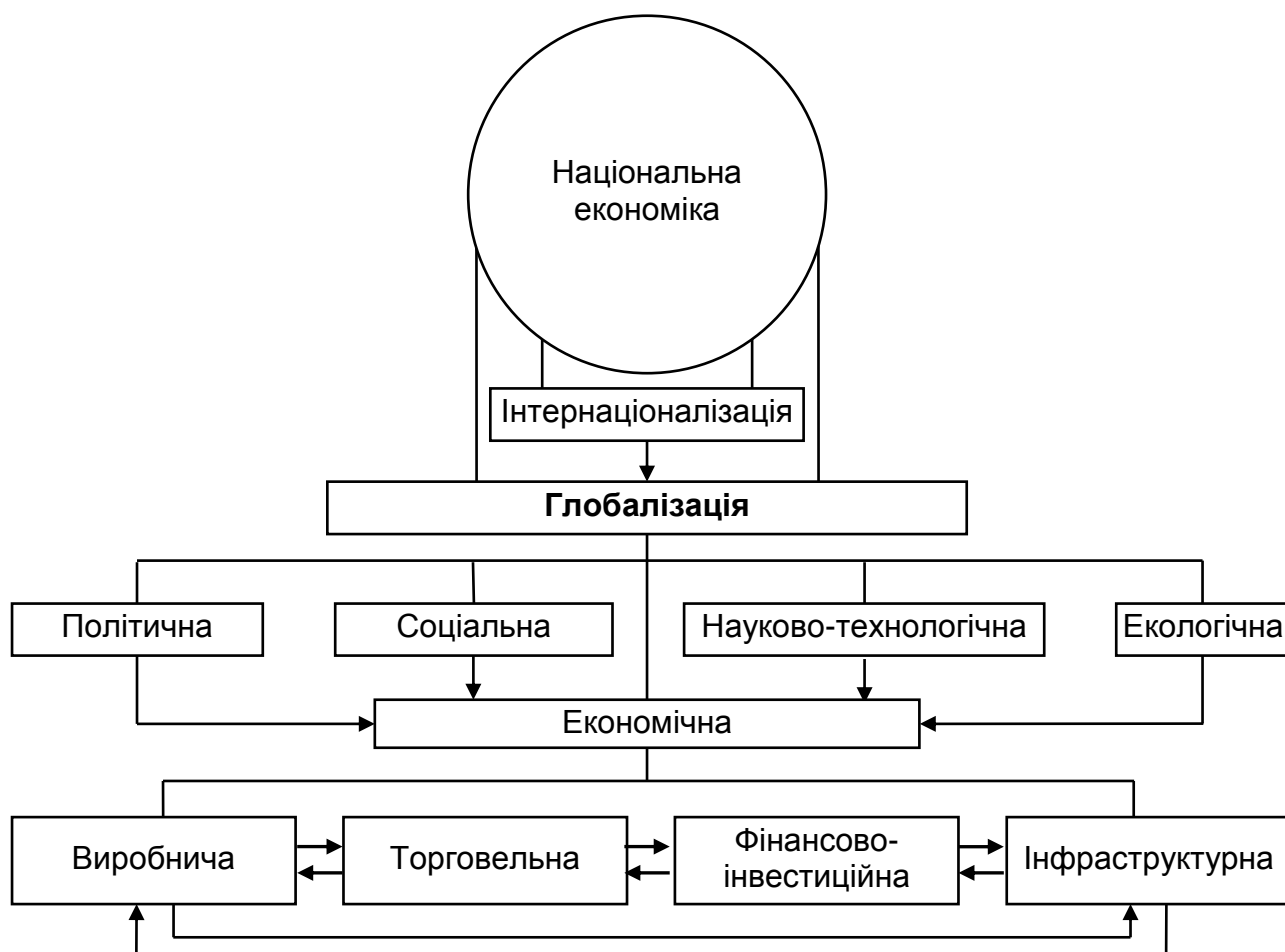 Національна
економіка
Інтернаціоналізація
Глобалізація
Політична
Соціальна
Науково-технологічна
Екологічна
Економічна
Виробнича
Торговельна
Фінансово-
інвестиційна
Інфраструктурна